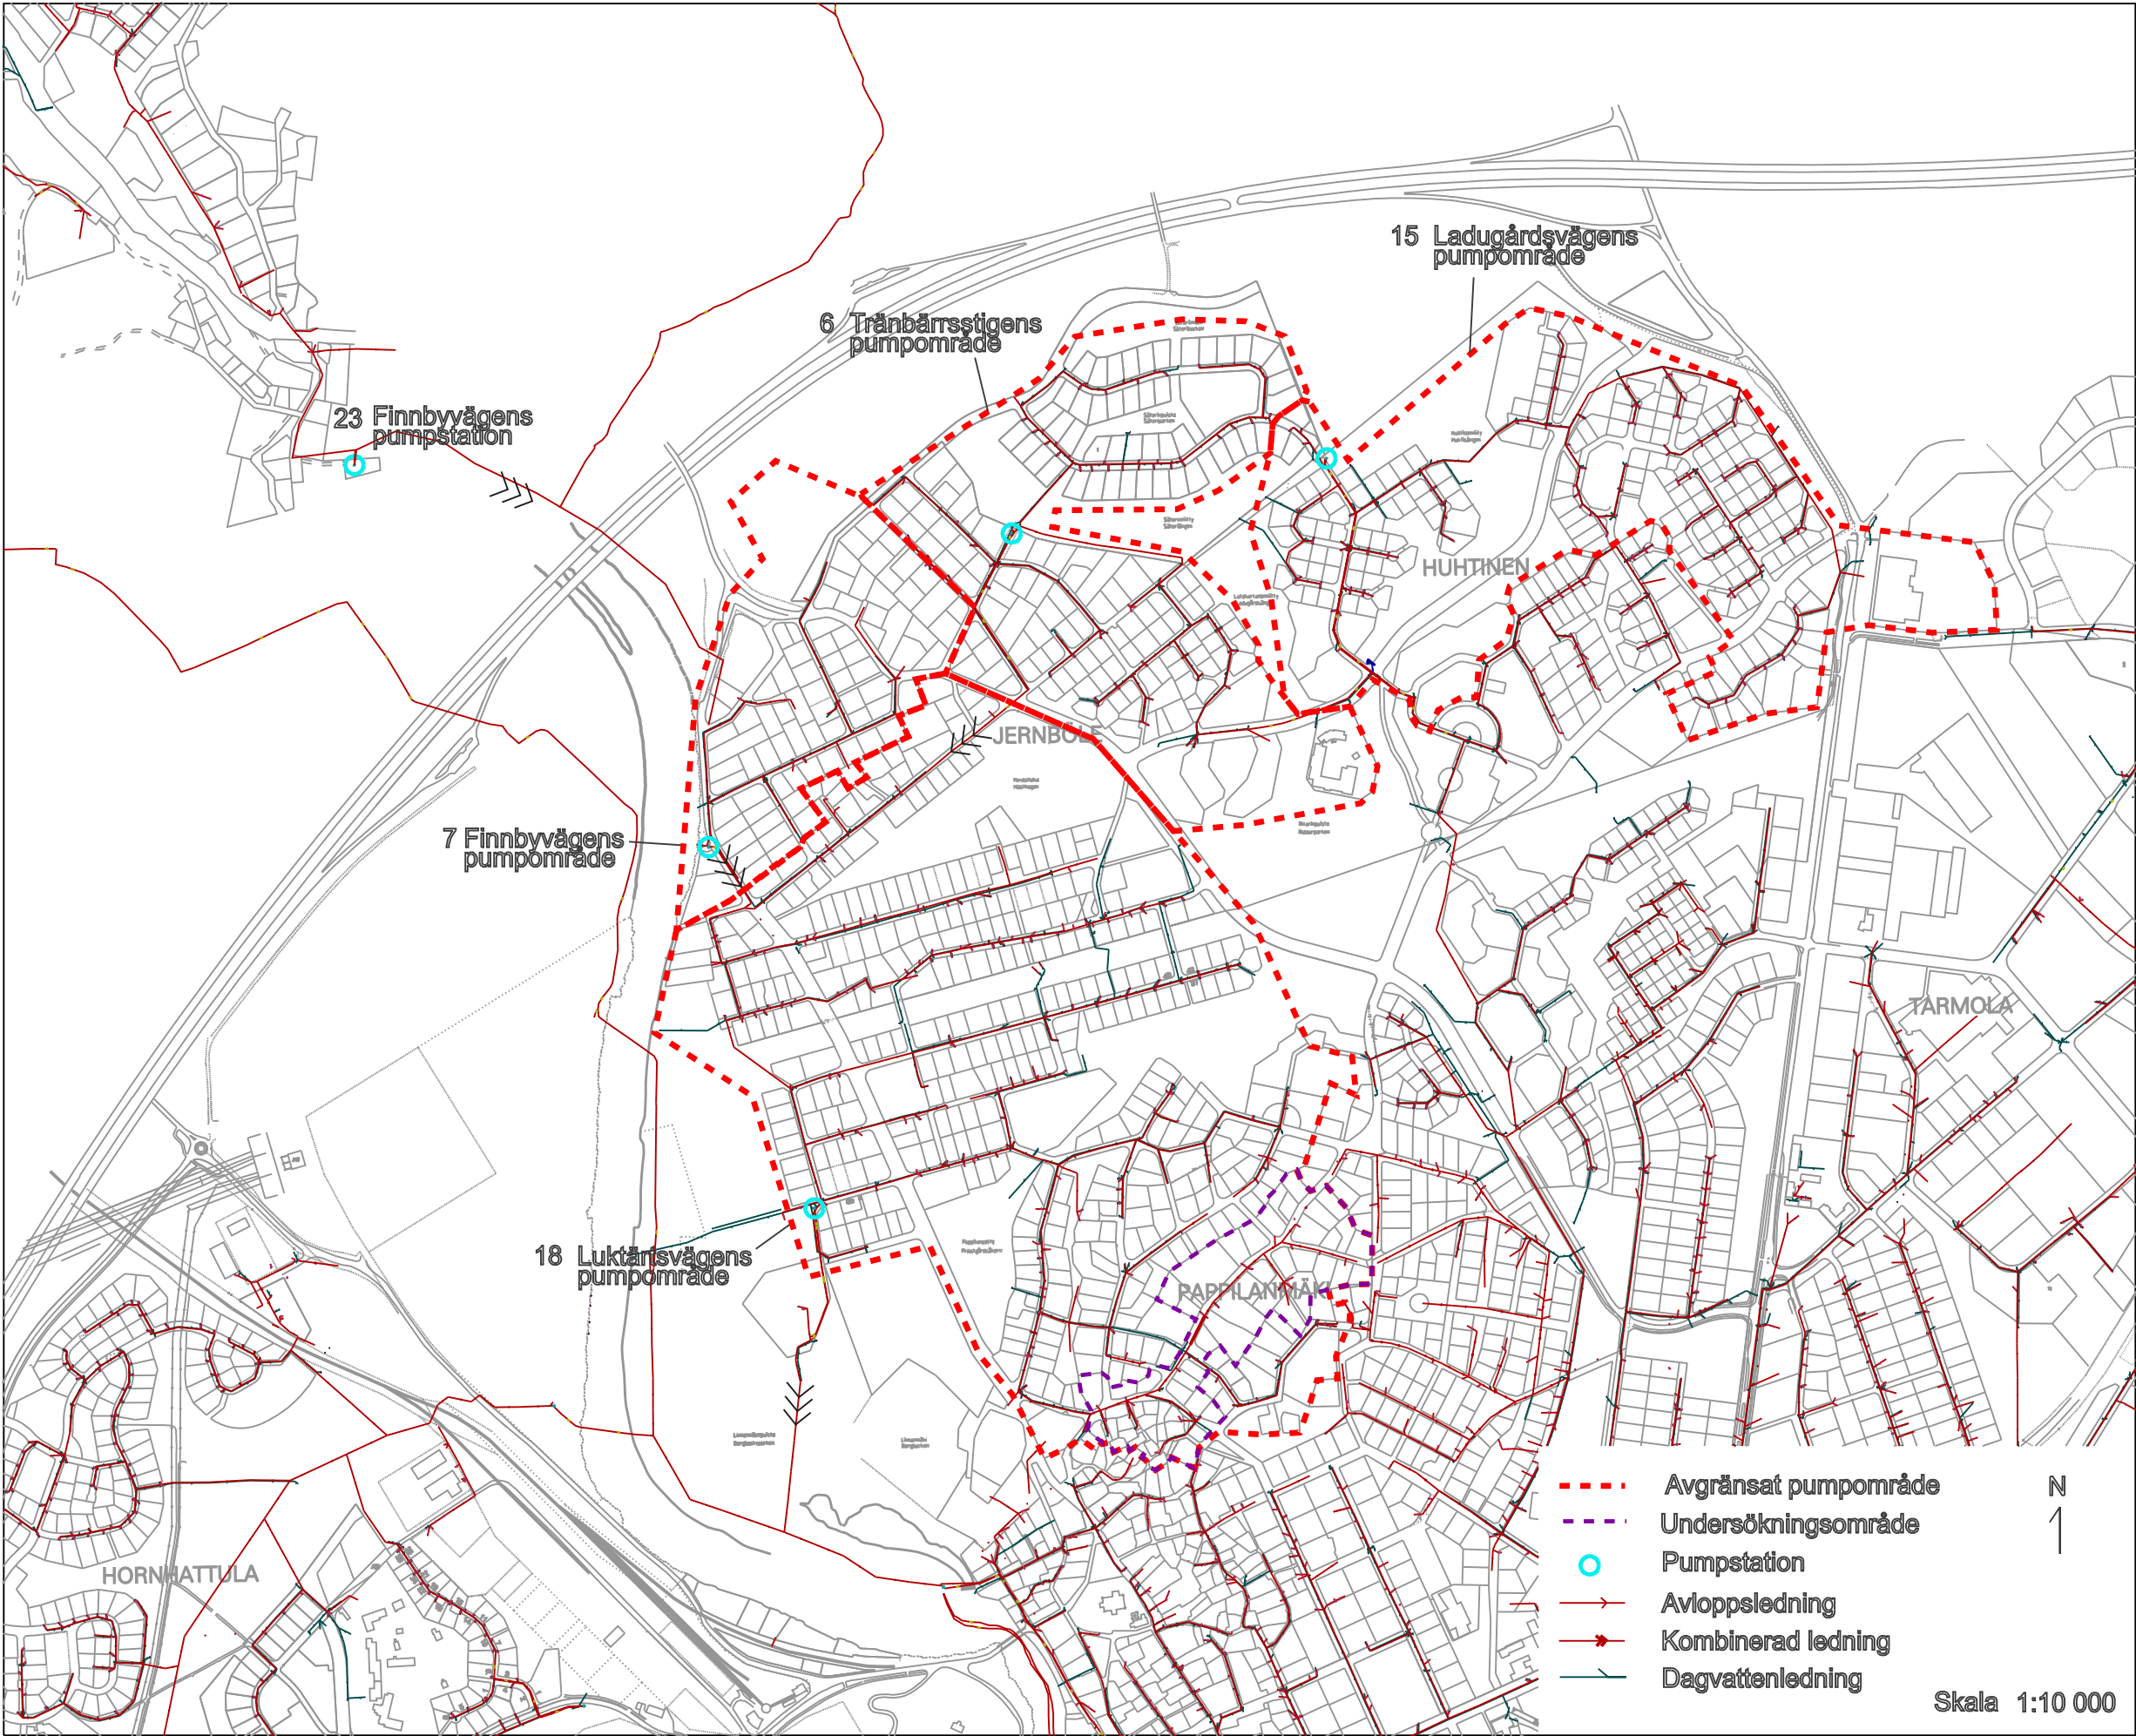 15 Ladugårdsvägens
pumpområde
6 Tränbärrsstigens
pumpområde
23 Finnbyvägens
pumpstation
HUHTINEN
JERNBÖLE
7 Finnbyvägens
pumpområde
TARMOLA
18 Luktärtsvägens
pumpområde
PAPPILANMÄKI
HORNHATTULA
Avgränsat pumpområde
N
Undersökningsområde
Pumpstation
Avloppsledning
Kombinerad ledning
Dagvattenledning
Skala 1:10 000